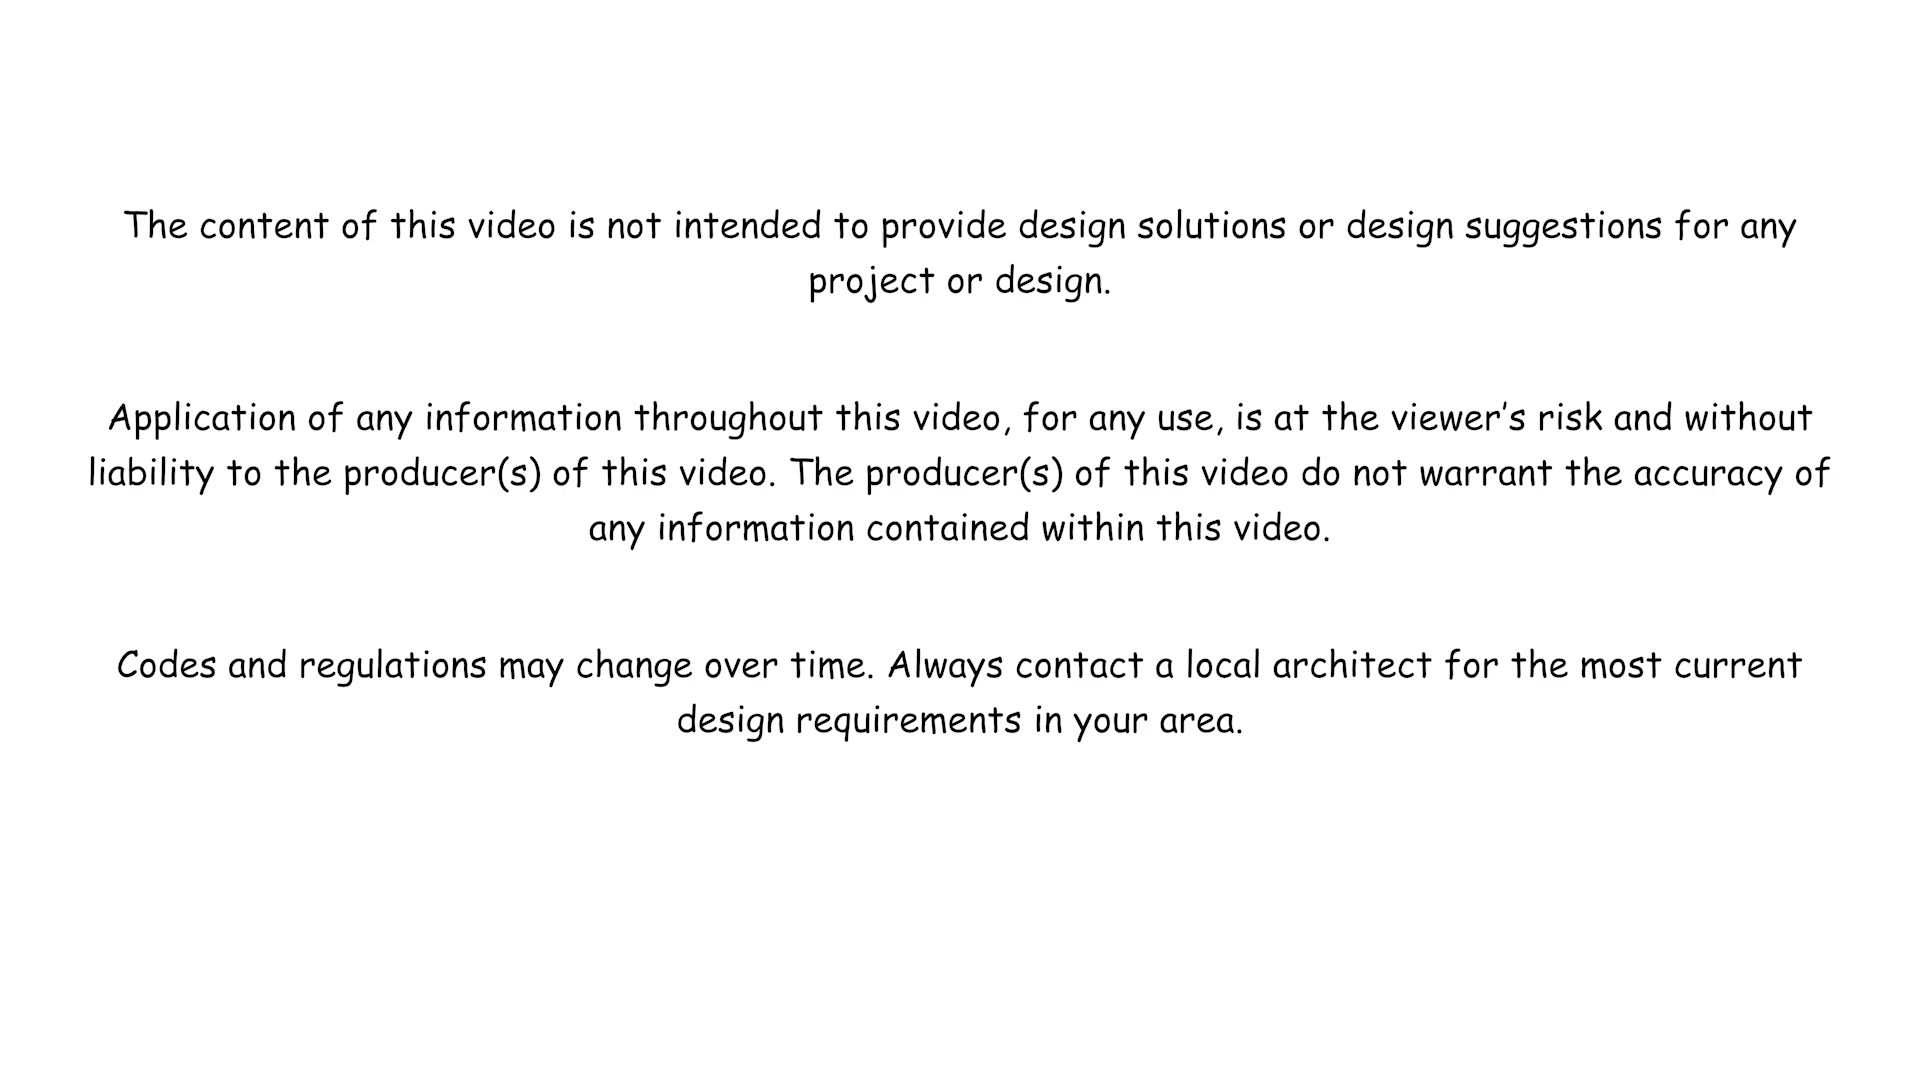 The content of this video is not intended to provide design solutions or design suggestions for any
project or design.
Application of any information throughout this video, for any use, is at the viewer’s risk and without
liability to the producer(s) of this video. The producer(s) of this video do not warrant the accuracy of
any information contained within this video.
Codes and regulations may change over time. Always contact a local architect for the most current
design requirements in your area.